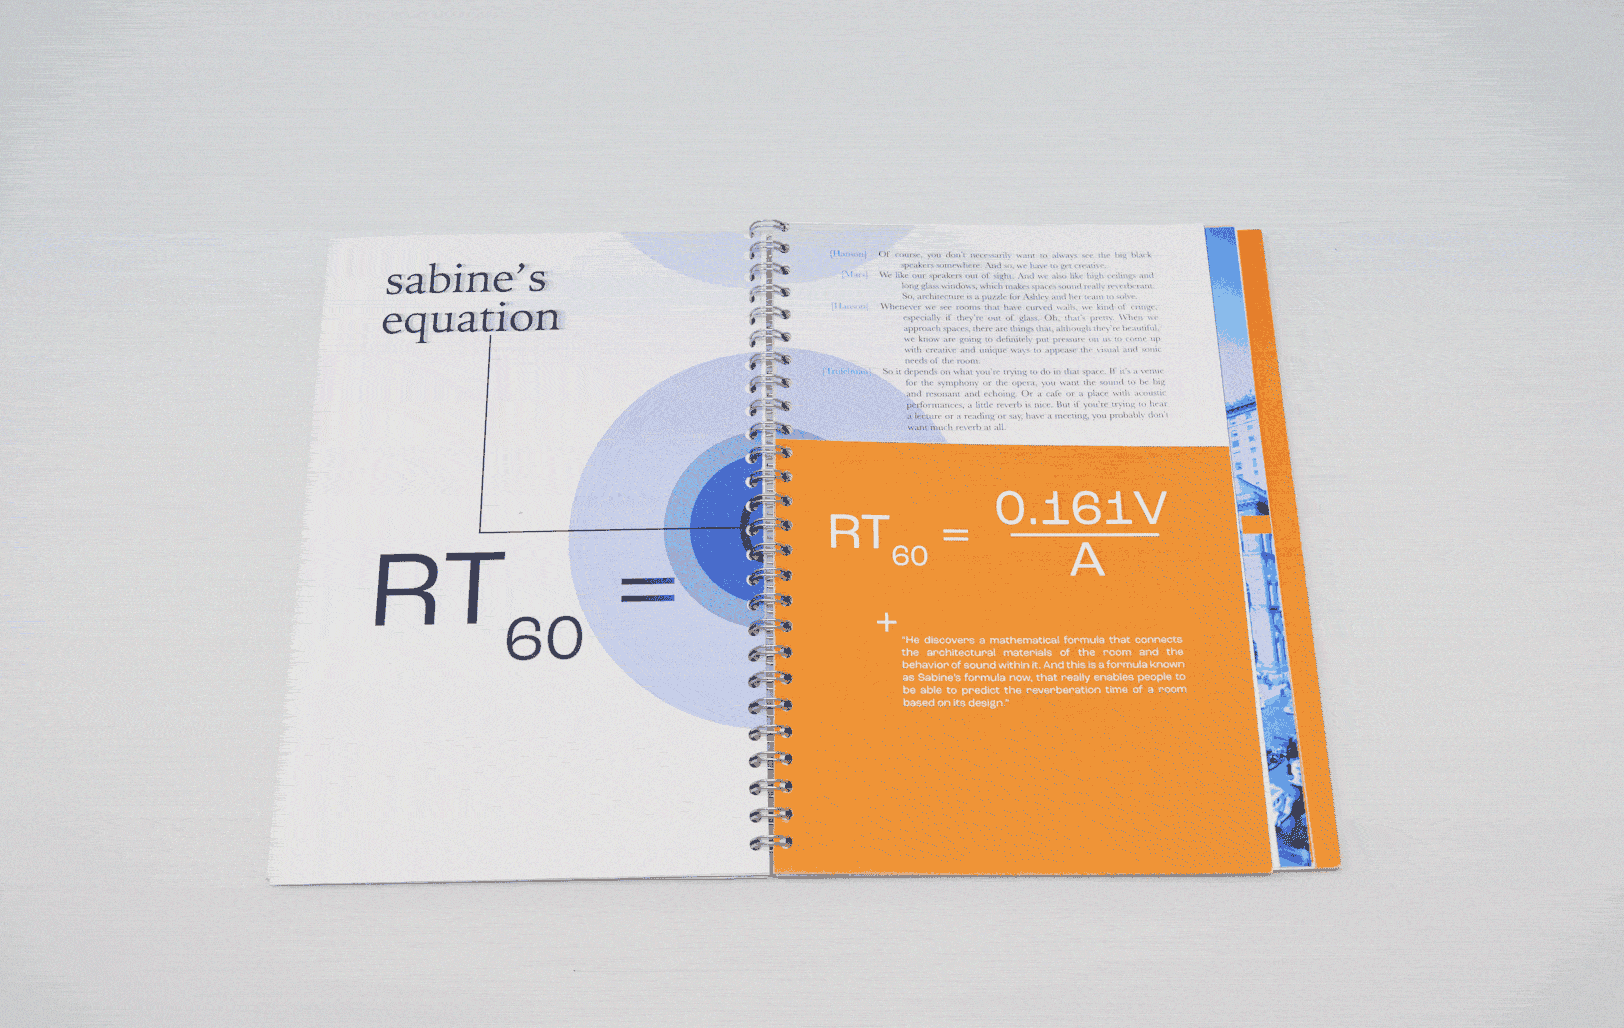 sabine's
equation
RT60 =
[Hanson] Of course, you don't necessarily want to always see the big black
speakers somewhere. And so, we have to get creative.
[Mars] We like our speakers out of sight. And we also like high ceilings and
long glass windows, which makes spaces sound really reverberant.
So, architecture is a puzzle for Ashley and her team to solve.
[Hanson] Whenever we see rooms that have curved walls, we kind of cringe,
especially if they're out of glass. Oh, that's pretty. When we
approach spaces, there are things that, although they're beautiful,
we know are going to definitely put pressure on us to come up
with creative and unique ways to appease the visual and sonic
needs of the room.
[Trufelman] So it depends on what you're trying to do in that space. If it's a venue
for the symphony or the opera, you want the sound to be big
and resonant and echoing. Or a cafe or a place with acoustic
performances, a little reverb is nice. But if you're trying to hear
a lecture or a reading or say, have a meeting, you probably don't
want much reverb at all.
RT60 = 0.161V
A
+
"He discovers a mathematical formula that connects
the architectural materials of the room and the
behavior of sound within it. And this is a formula known
as Sabine's formula now, that really enables people to
be able to predict the reverberation time of a room
based on its design."